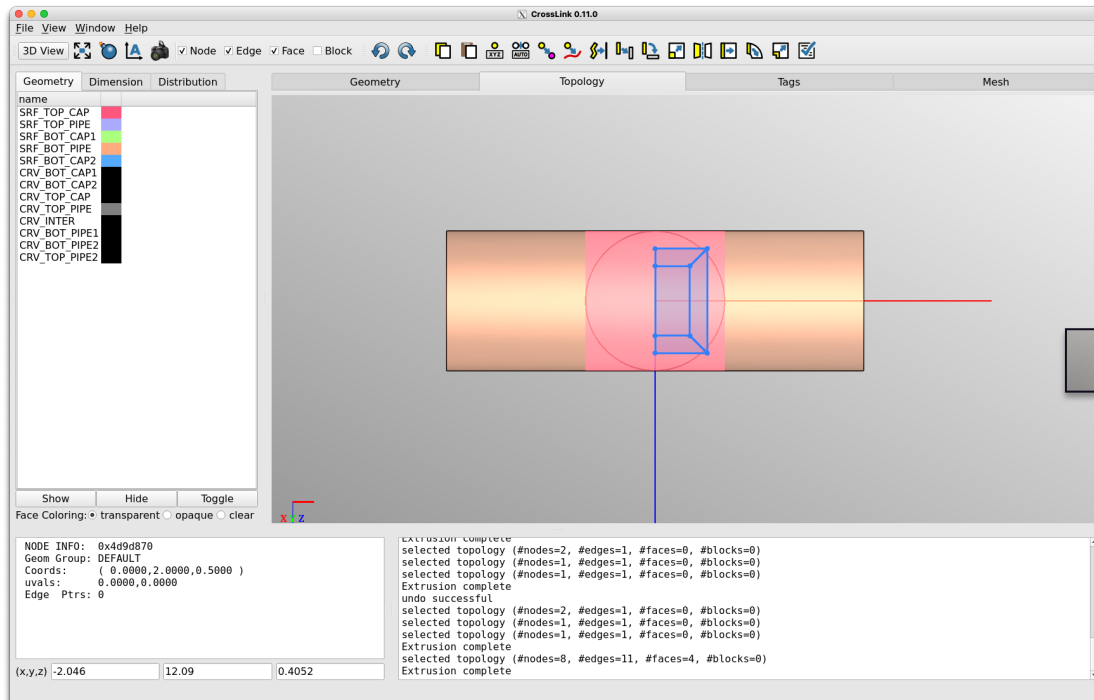 CrossLink 0.11.0
File View Window Help
3D View A Node Edge Face Block XYZ AUTO
Geometry Dimension Distribution
Geometry Topology Tags Mesh
name
SRF_TOP_CAP
SRF_TOP_PIPE
SRF_BOT_CAP1
SRF_BOT_PIPE
SRF_BOT_CAP2
CRV_BOT_CAP1
CRV_BOT_CAP2
CRV_TOP_CAP
CRV_TOP_PIPE
CRV_INTER
CRV_BOT_PIPE1
CRV_BOT_PIPE2
CRV_TOP_PIPE2
Show Hide Toggle
Face Coloring: transparent opaque clear
X Z
NODE INFO: 0x4d9d870
Geom Group: DEFAULT
Coords: ( 0.0000,2.0000,0.5000 )
uvals: 0.0000,0.0000
Edge Ptrs: 0
(x,y,z) -2.046 12.09 0.4052
Extrusion complete
selected topology (#nodes=2, #edges=1, #faces=0, #blocks=0)
selected topology (#nodes=1, #edges=1, #faces=0, #blocks=0)
selected topology (#nodes=1, #edges=1, #faces=0, #blocks=0)
Extrusion complete
undo successful
selected topology (#nodes=2, #edges=1, #faces=0, #blocks=0)
selected topology (#nodes=1, #edges=1, #faces=0, #blocks=0)
selected topology (#nodes=1, #edges=1, #faces=0, #blocks=0)
Extrusion complete
selected topology (#nodes=8, #edges=11, #faces=4, #blocks=0)
Extrusion complete